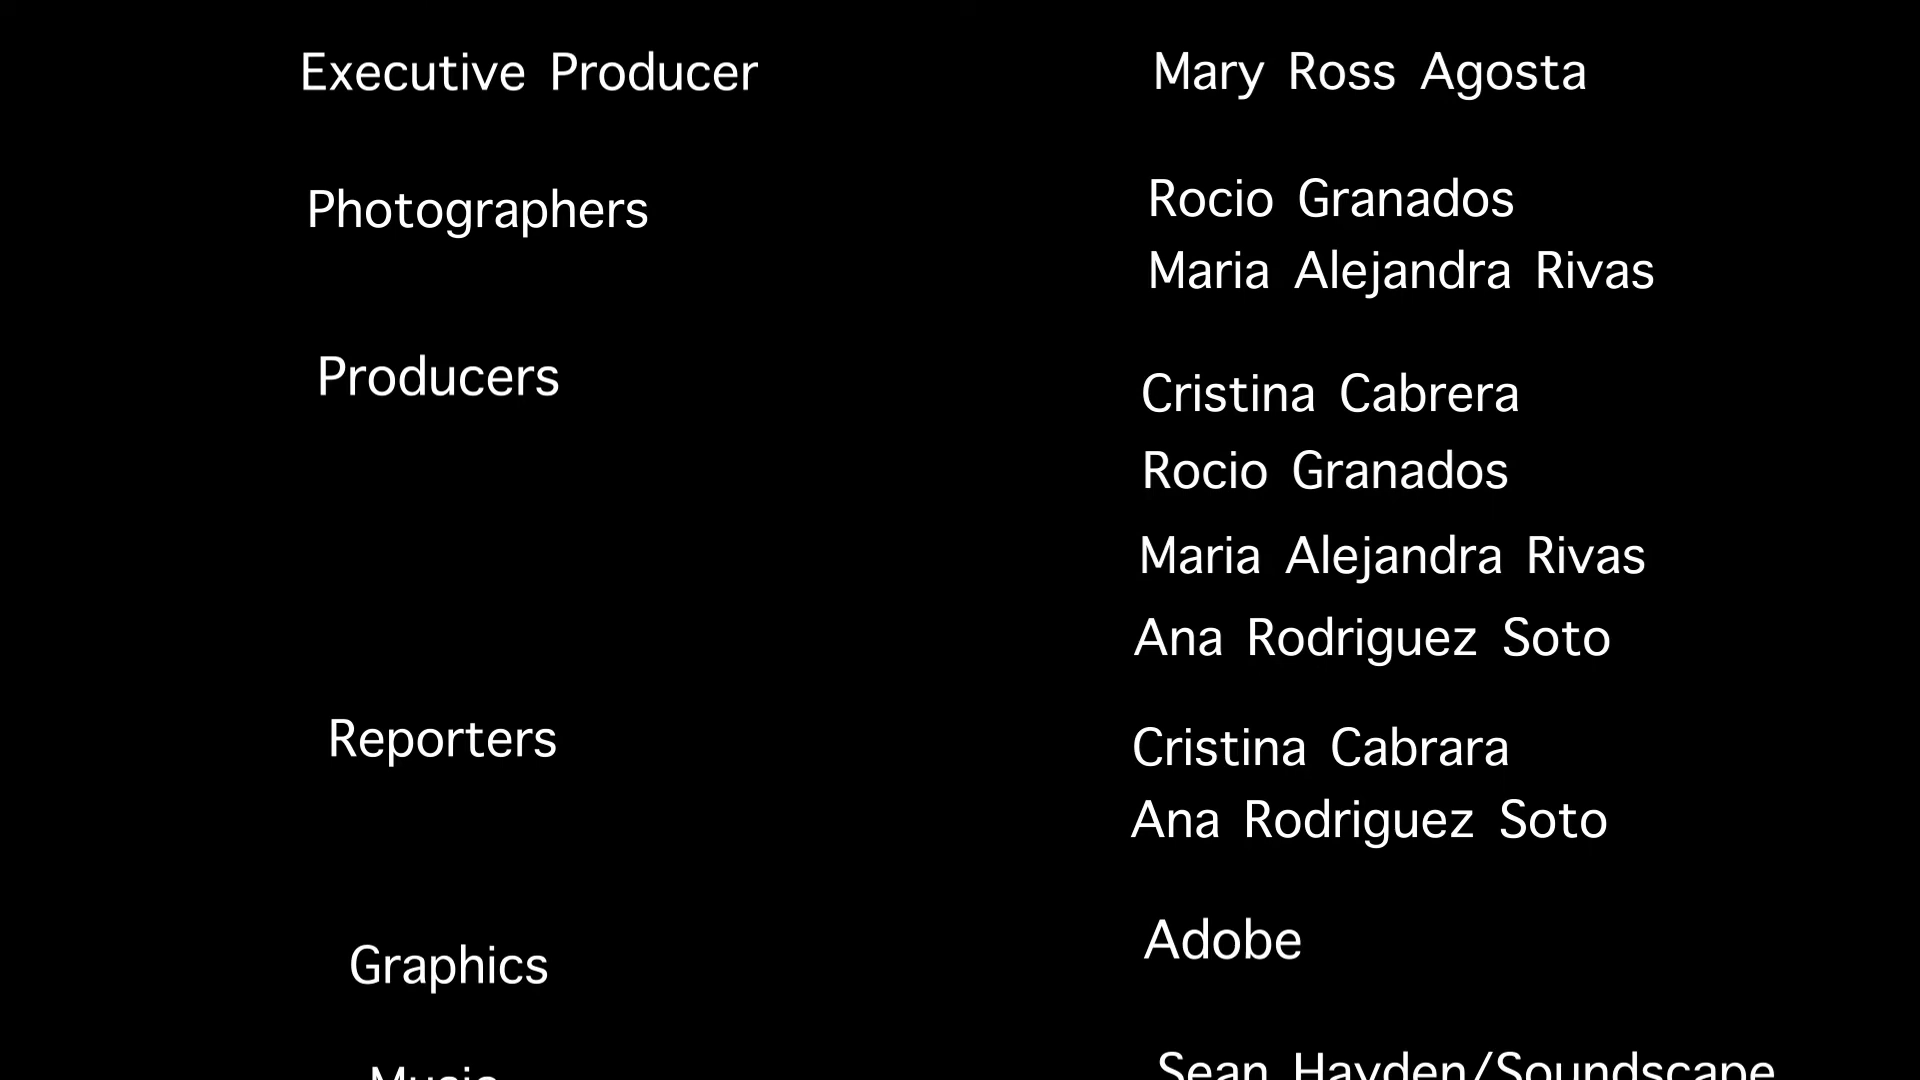 Executive Producer Mary Ross Agosta
Photographers Rocio Granados
Maria Alejandra Rivas
Producers Cristina Cabrera
Rocio Granados
Maria Alejandra Rivas
Ana Rodriguez Soto
Reporters Cristina Cabrara
Ana Rodriguez Soto
Graphics Adobe
Music Sean Hayden/Soundscape